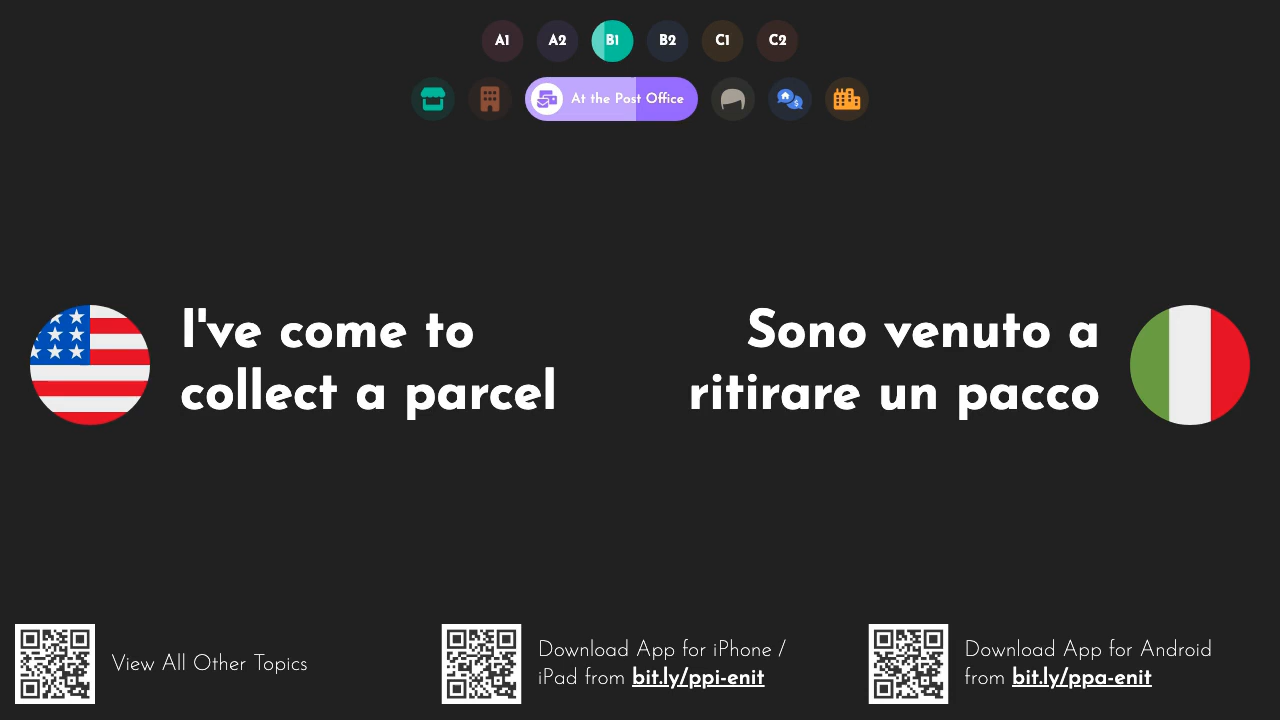 A1 A2 B1 B2 C1 C2
At the Post Office
I've come to
collect a parcel
Sono venuto a
ritirare un pacco
View All Other Topics
Download App for iPhone /
iPad from bit.ly/ppi-enit
Download App for Android
from bit.ly/ppa-enit